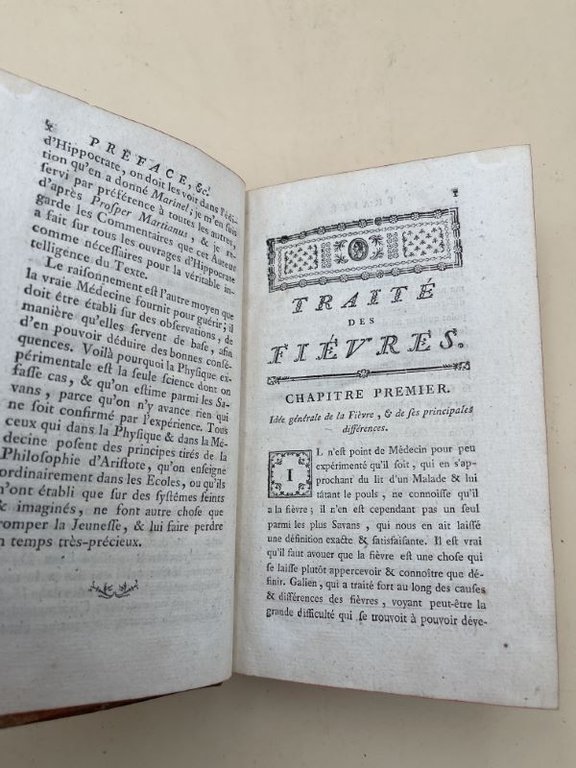 PRÉFACE, &c.
d'Hippocrate, on doit les voir dans l'édi-
tion qu'en a donné Marinel; je m'en suis
servi par préférence à toutes les autres,
d'après Prosper Martianus, & je re-
garde les Commentaires que cet Auteur
a fait sur tous les ouvrages d'Hippocrate
comme nécessaires pour la véritable in-
telligence du Texte.
Le raisonnement est l'autre moyen que
la vraie Médecine fournit pour guérir; il
doit être établi sur des observations, de
manière qu'elles servent de base, afin
d'en pouvoir déduire des bonnes consé-
quences. Voilà pourquoi la Physique ex-
périmentale est la seule science dont on
fasse cas, & qu'on estime parmi les Sa-
vans, parce qu'on n'y avance rien qui
ne soit confirmé par l'expérience. Tous
ceux qui dans la Physique & dans la Mé-
decine posent des principes tirés de la
Philosophie d'Aristote, qu'on enseigne
ordinairement dans les Ecoles, ou qu'ils
n'ont établi que sur des systêmes feints
& imaginés, ne font autre chose que
tromper la Jeunesse, & lui faire perdre
un temps très-précieux.
1
TRAITÉ
DES
FIÉVRES.
CHAPITRE PREMIER.
Idée générale de la Fièvre, & de ses principales
différences.
IL n'est point de Médecin pour peu
expérimenté qu'il soit, qui en s'ap-
prochant du lit d'un Malade & lui
tâtant le pouls, ne connoisse qu'il
a la fièvre; il n'en est cependant pas un seul
parmi les plus Savans, qui nous en ait laissé
une définition exacte & satisfaisante. Il est vrai
qu'il faut avouer que la fièvre est une chose qui
se laisse plutôt appercevoir & connoître que dé-
finir. Galien, qui a traité fort au long des causes
& différences des fièvres, voyant peut-être la
grande difficulté qui se trouvoit à pouvoir déve-